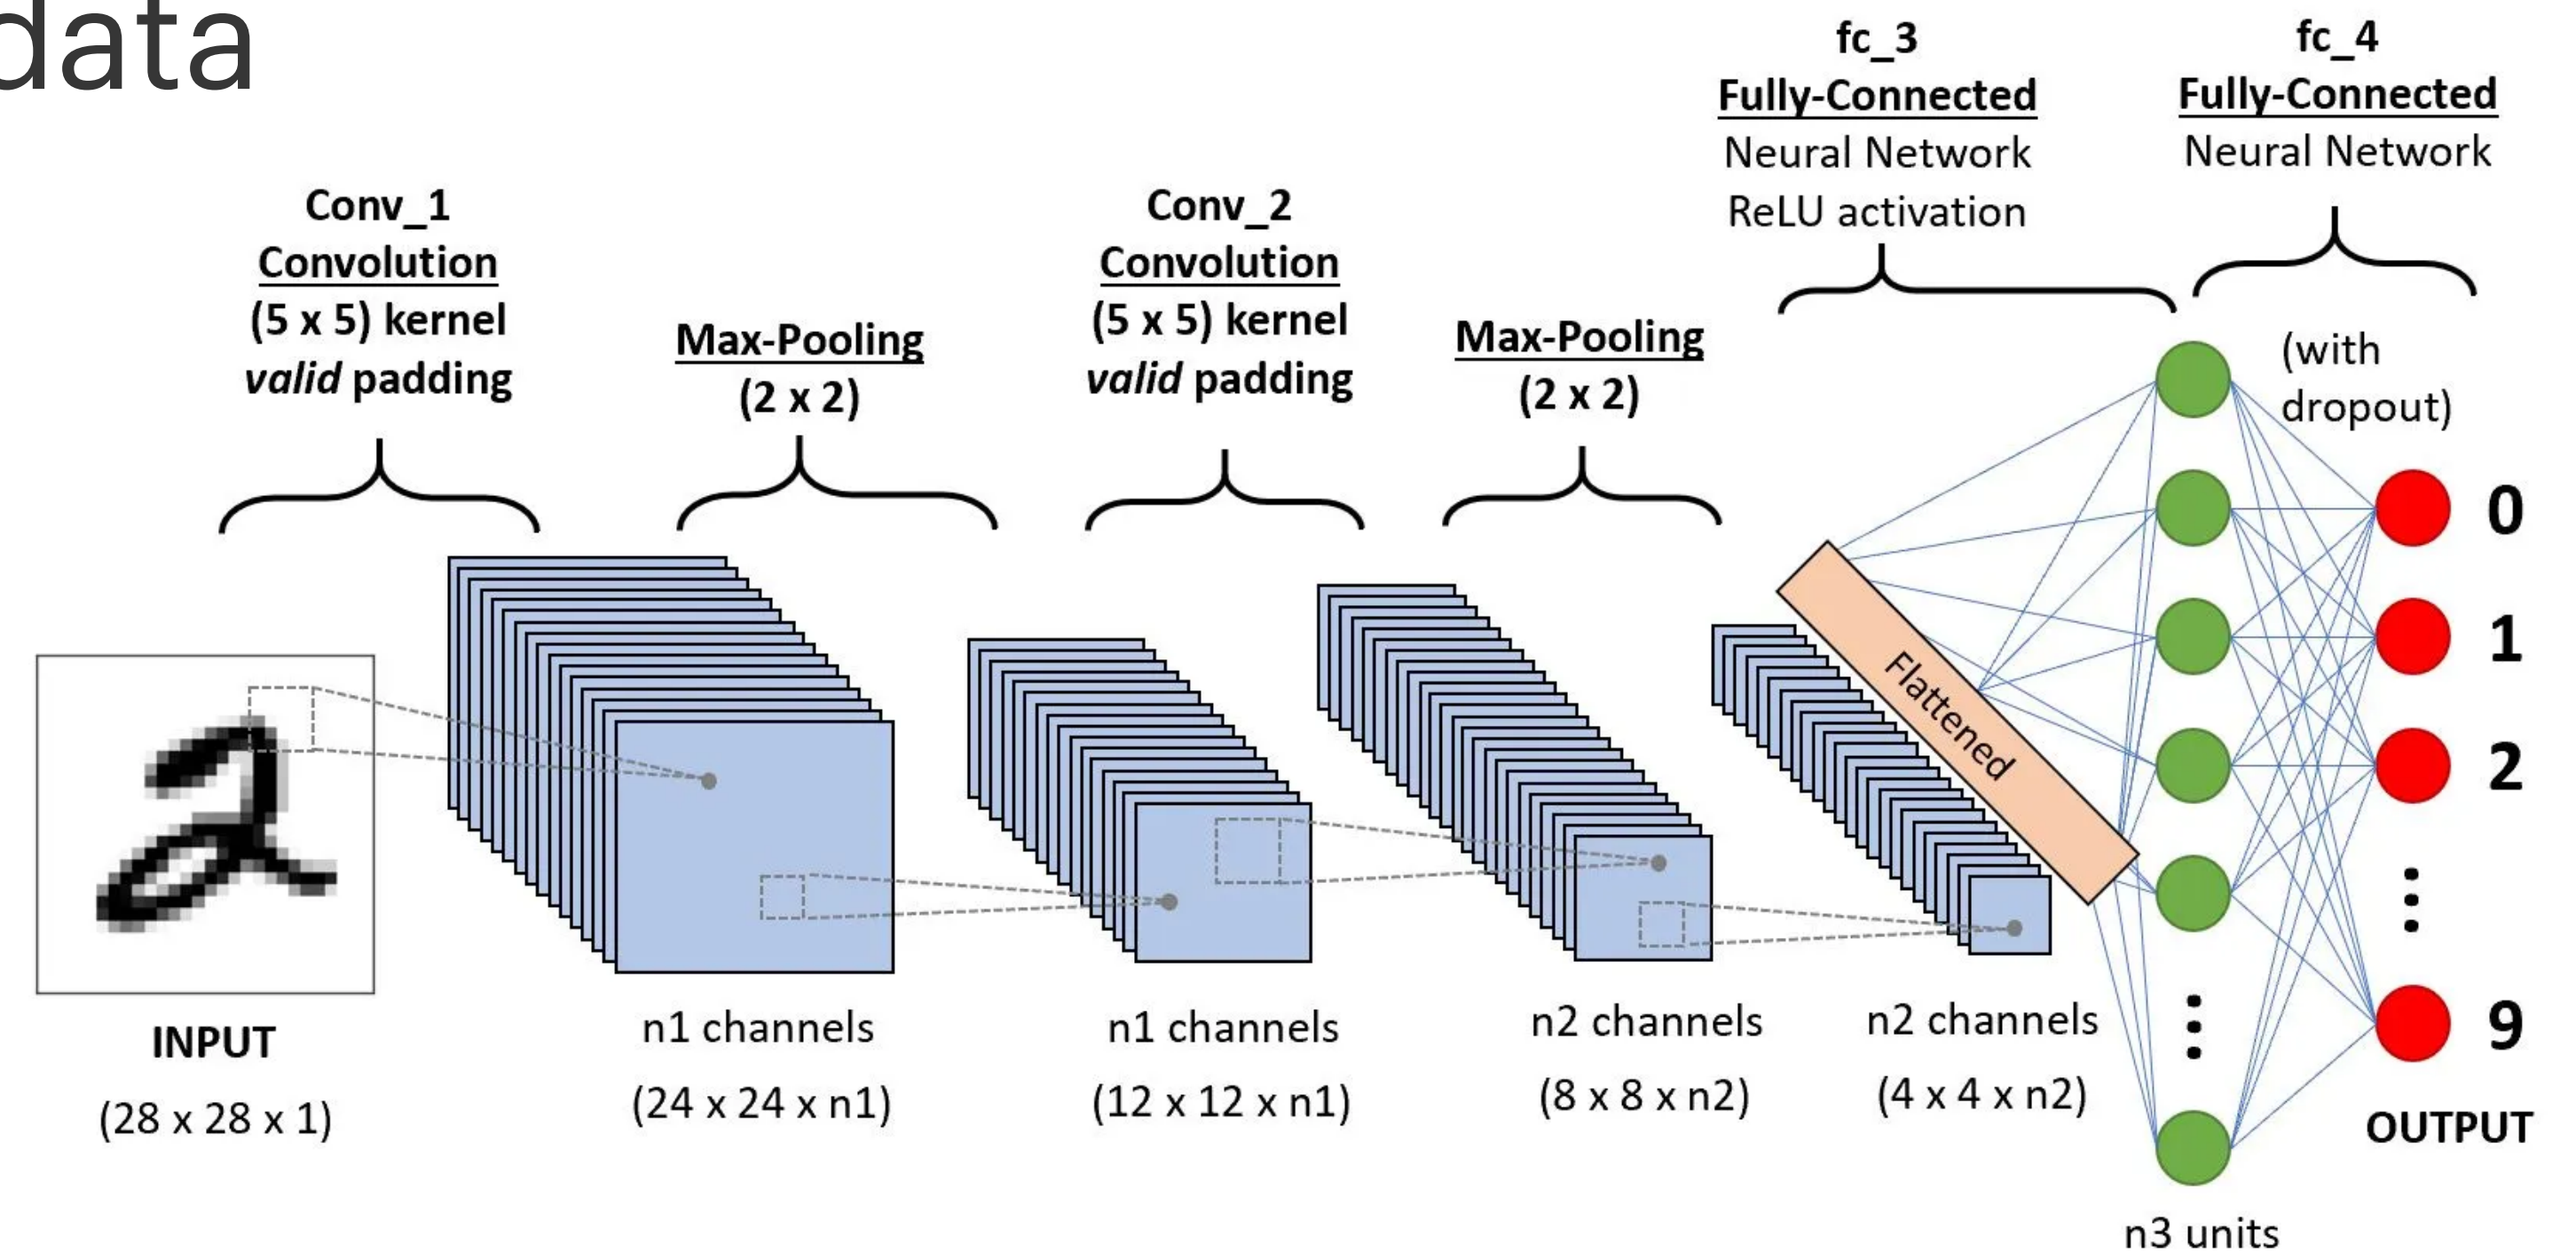 data
Conv_1
Convolution
(5 x 5) kernel
valid padding
Max-Pooling
(2 x 2)
Conv_2
Convolution
(5 x 5) kernel
valid padding
Max-Pooling
(2 x 2)
fc_3
Fully-Connected
Neural Network
ReLU activation
fc_4
Fully-Connected
Neural Network
(with
dropout)
Flattened
0
1
2
9
INPUT
(28 x 28 x 1)
n1 channels
(24 x 24 x n1)
n1 channels
(12 x 12 x n1)
n2 channels
(8 x 8 x n2)
n2 channels
(4 x 4 x n2)
n3 units
OUTPUT